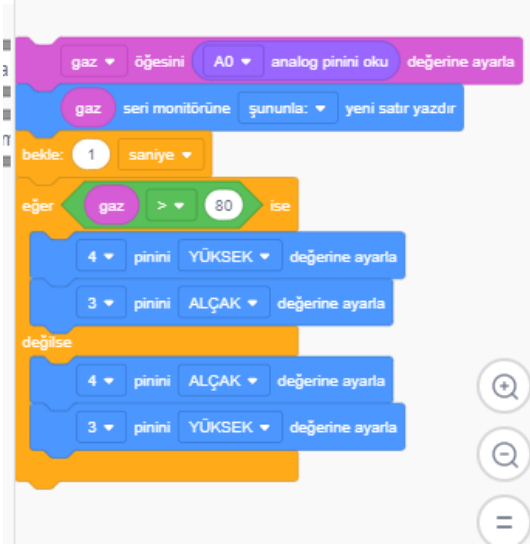 gaz öğesini A0 analog pinini oku değerine ayarla
gaz seri monitörüne şununla: yeni satır yazdır
bekle: 1 saniye
eğer gaz > 80 ise
4 pinini YÜKSEK değerine ayarla
3 pinini ALÇAK değerine ayarla
değilse
4 pinini ALÇAK değerine ayarla
3 pinini YÜKSEK değerine ayarla